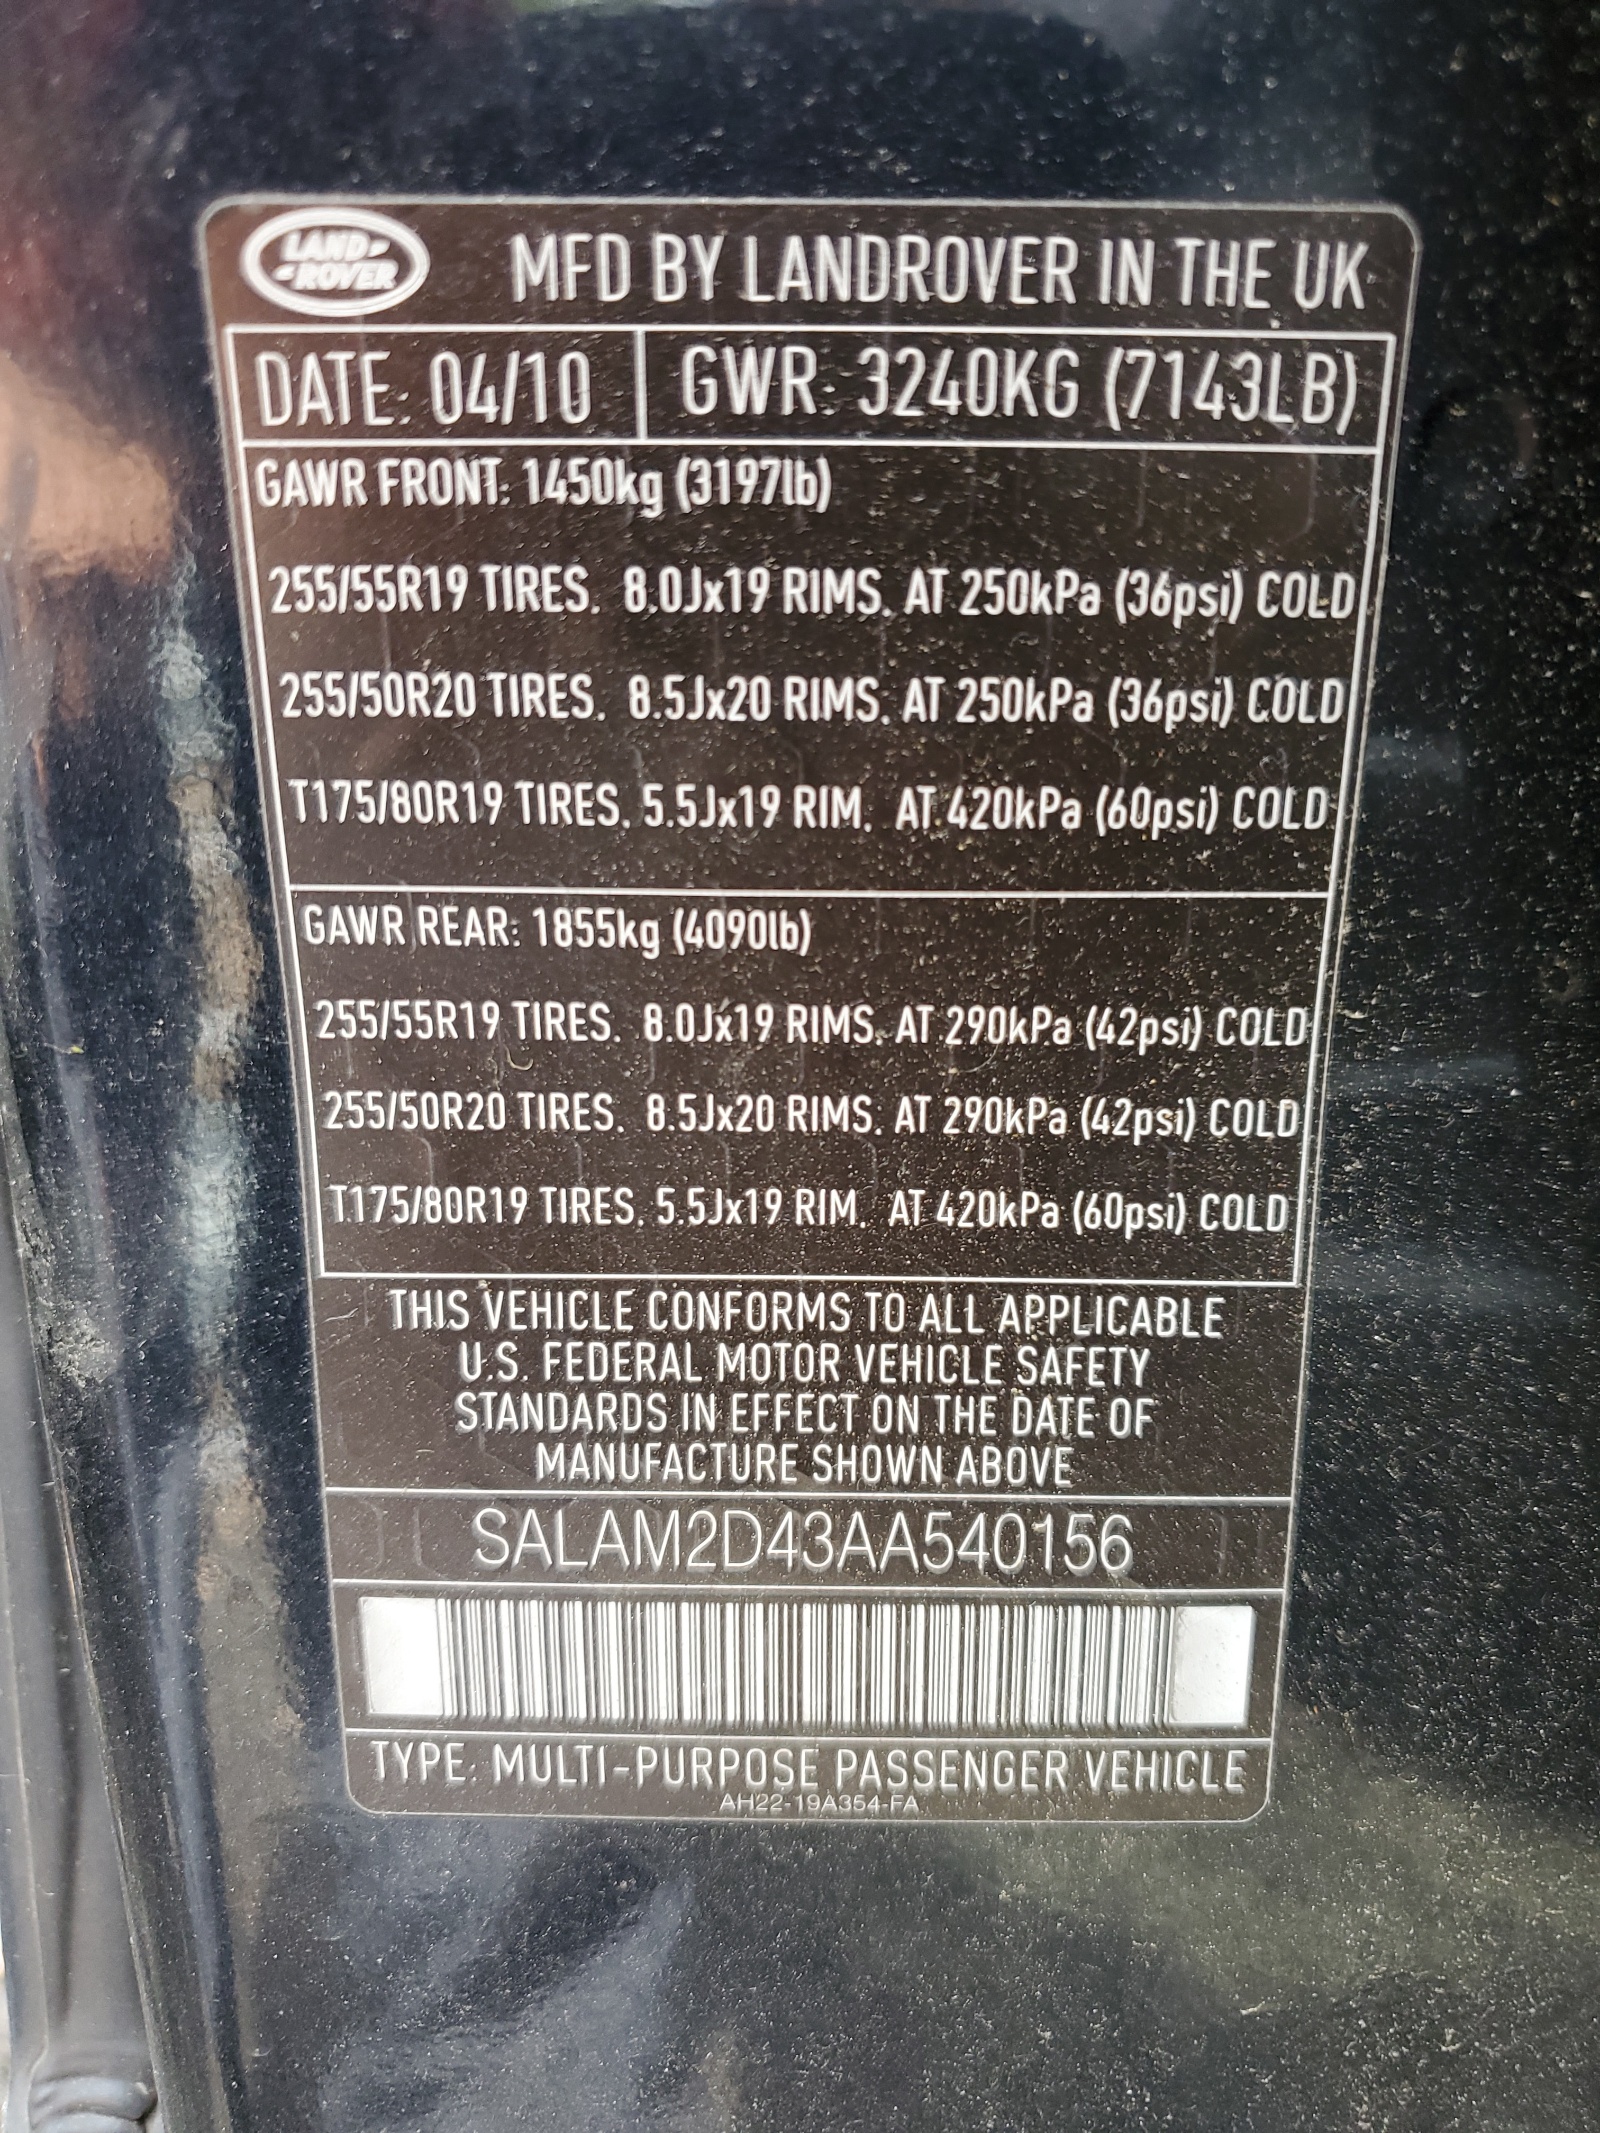 LAND-
-ROVER
MFD BY LANDROVER IN THE UK
DATE: 04/10
GWR: 3240KG (7143LB)
GAWR FRONT: 1450kg (3197lb)
255/55R19 TIRES. 8.0Jx19 RIMS. AT 250kPa (36psi) COLD
255/50R20 TIRES. 8.5Jx20 RIMS. AT 250kPa (36psi) COLD
T175/80R19 TIRES. 5.5Jx19 RIM. AT 420kPa (60psi) COLD
GAWR REAR: 1855kg (4090lb)
255/55R19 TIRES. 8.0Jx19 RIMS. AT 290kPa (42psi) COLD
255/50R20 TIRES. 8.5Jx20 RIMS. AT 290kPa (42psi) COLD
T175/80R19 TIRES. 5.5Jx19 RIM. AT 420kPa (60psi) COLD
THIS VEHICLE CONFORMS TO ALL APPLICABLE
U.S. FEDERAL MOTOR VEHICLE SAFETY
STANDARDS IN EFFECT ON THE DATE OF
MANUFACTURE SHOWN ABOVE
SALAM2D43AA540156
TYPE: MULTI-PURPOSE PASSENGER VEHICLE
AH22-19A354-FA